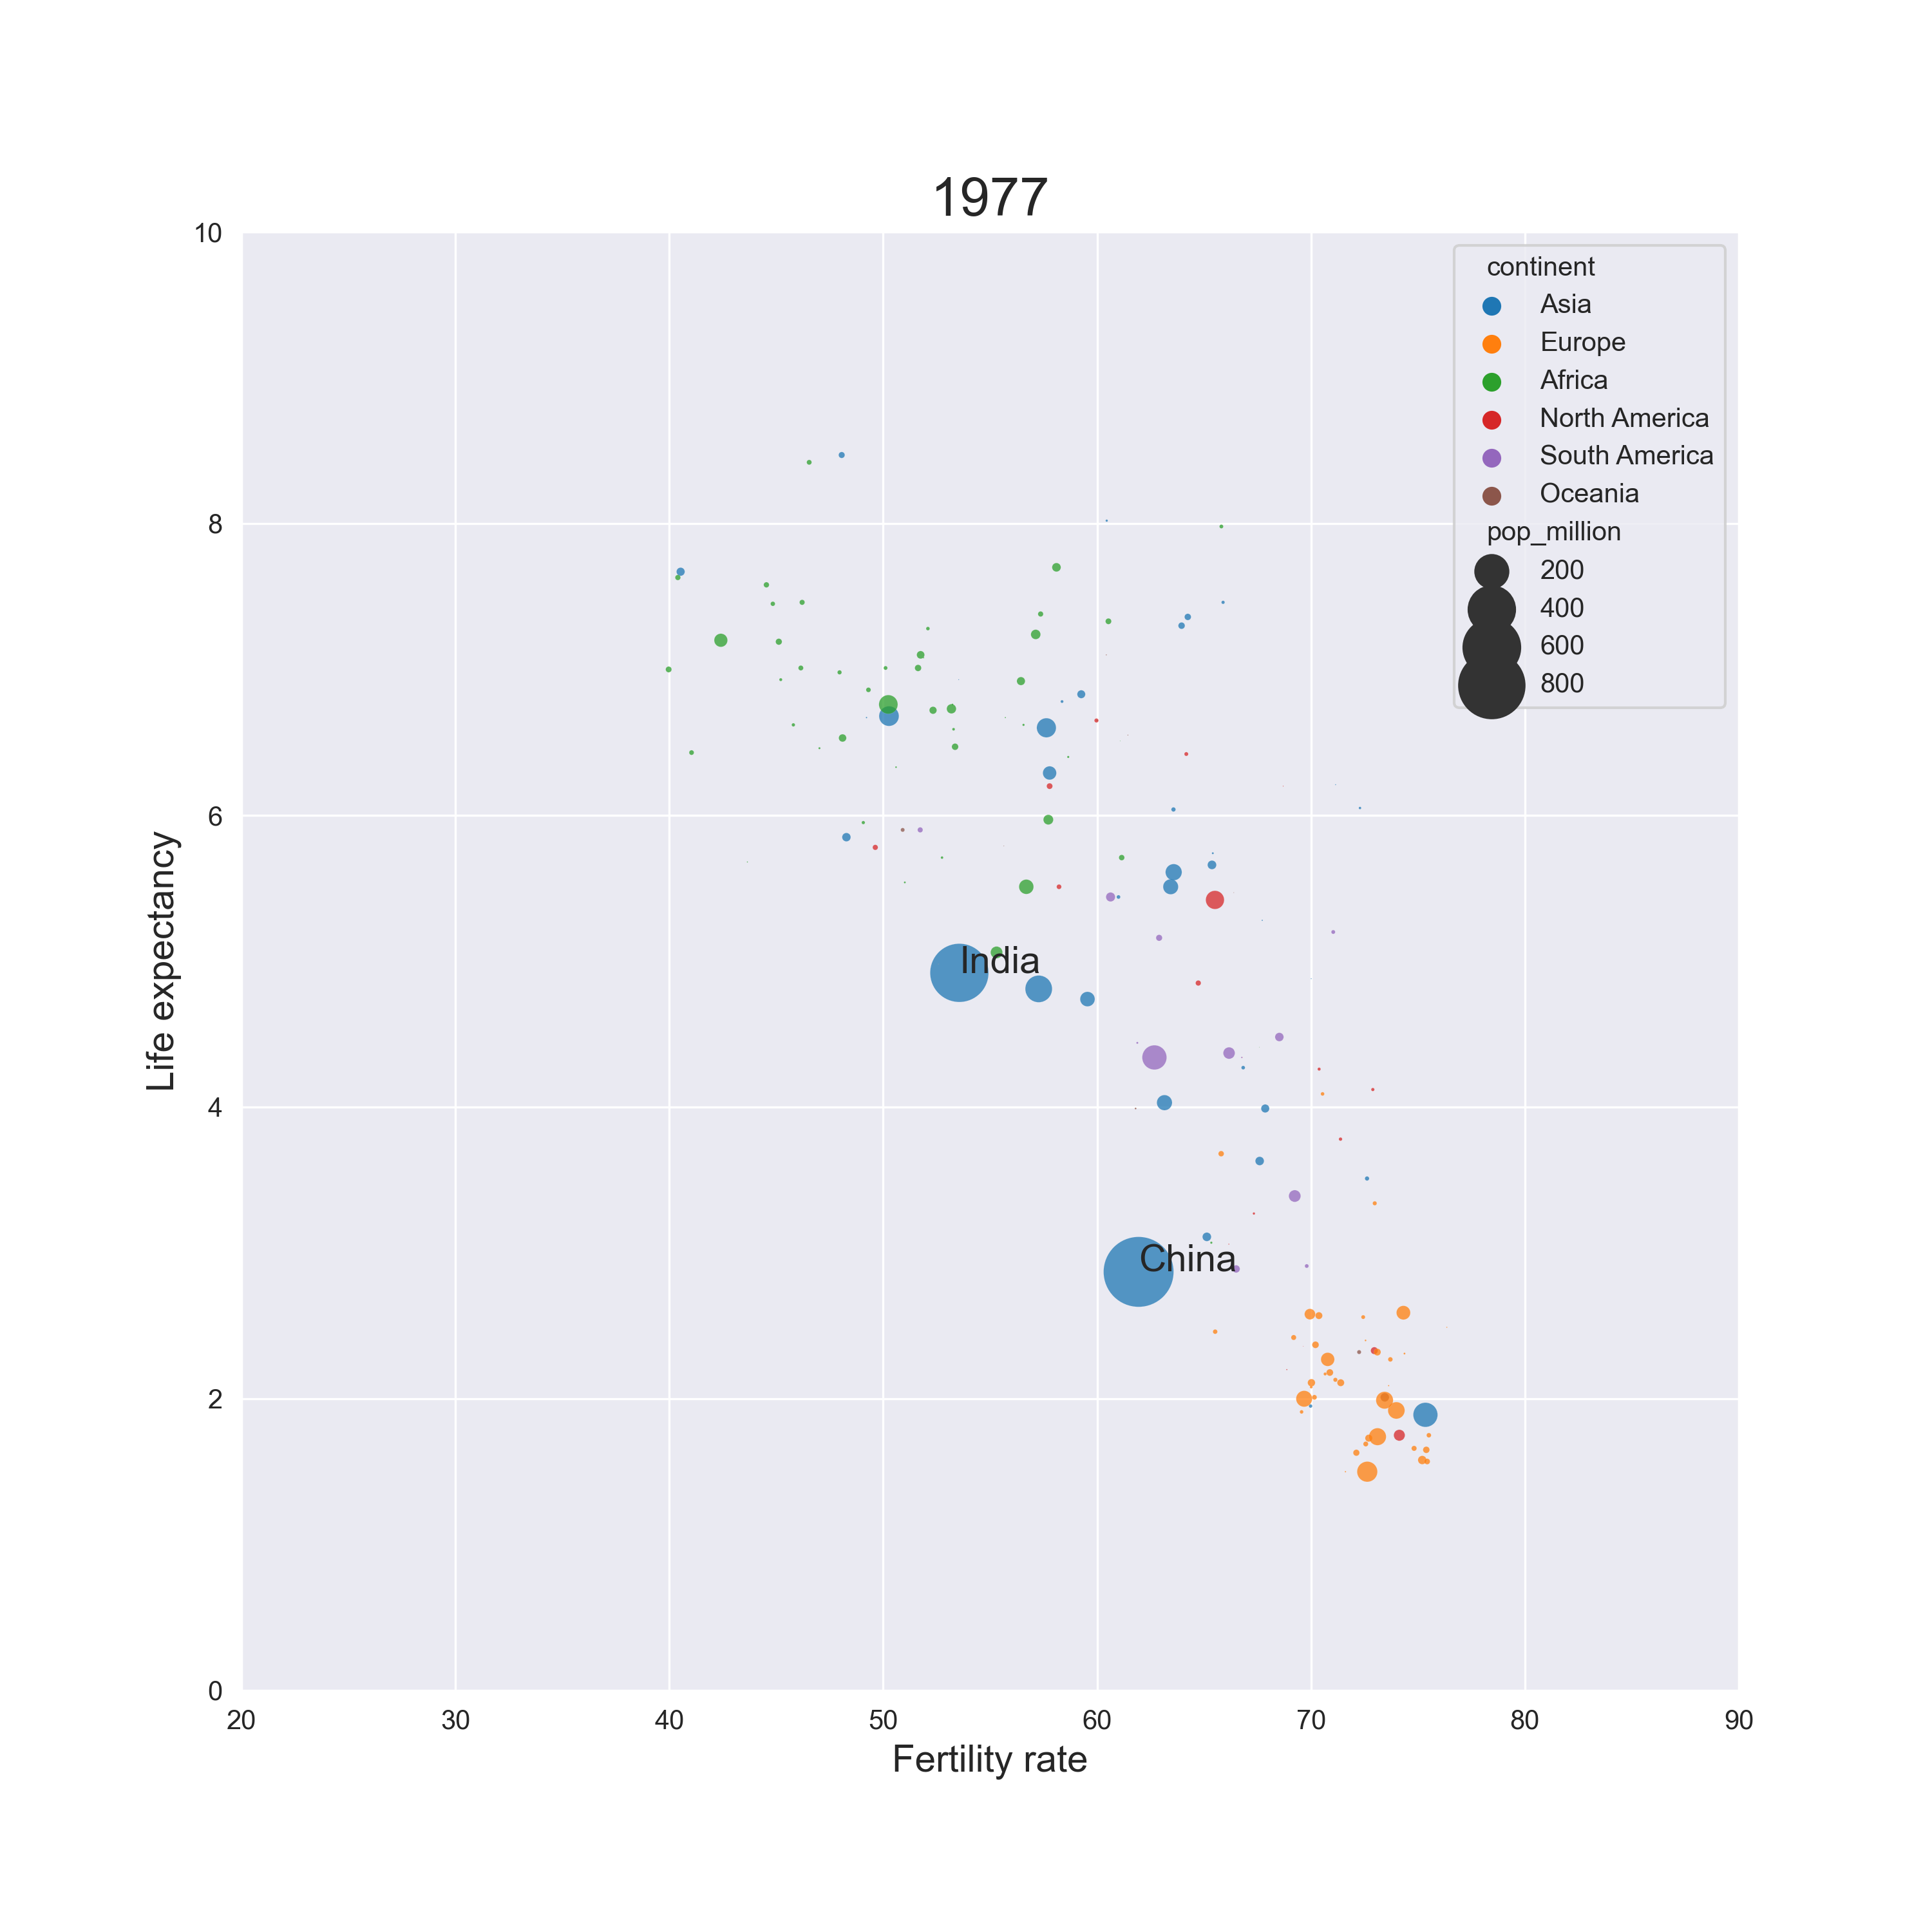 1977
10
8
6
4
2
0
Life expectancy
continent
Asia
Europe
Africa
North America
South America
Oceania
pop_million
200
400
600
800
India
China
20 30 40 50 60 70 80 90
Fertility rate